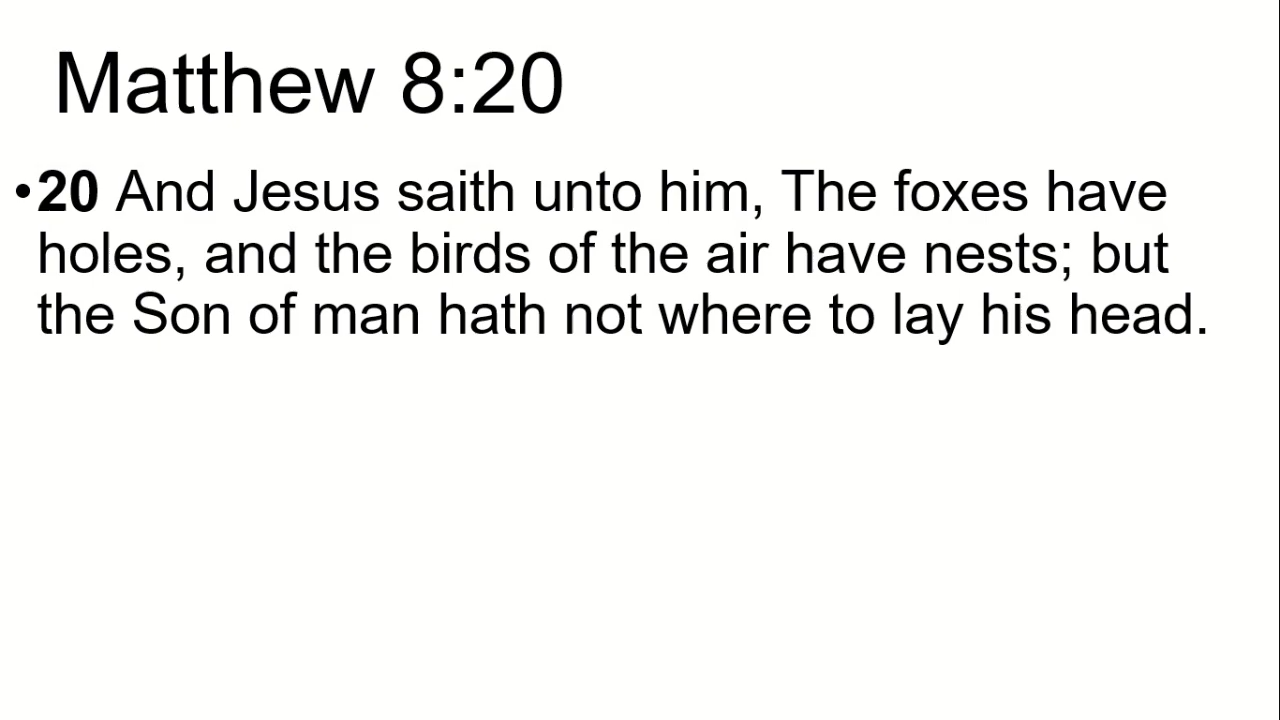 Matthew 8:20
•20 And Jesus saith unto him, The foxes have
holes, and the birds of the air have nests; but
the Son of man hath not where to lay his head.